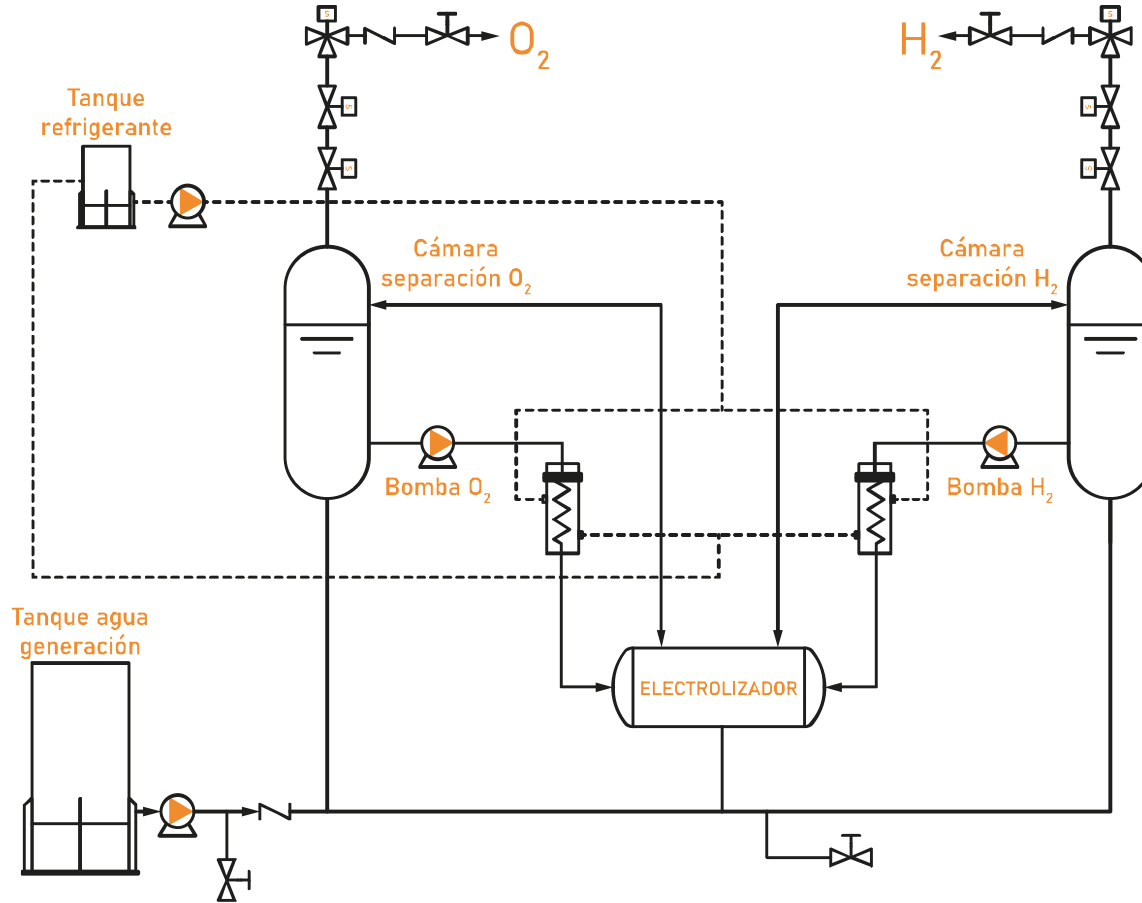 S
S
O₂
H₂
S
S
S
S
Tanque
refrigerante
Cámara
separación O₂
Cámara
separación H₂
Bomba O₂
Bomba H₂
Tanque agua
generación
ELECTROLIZADOR